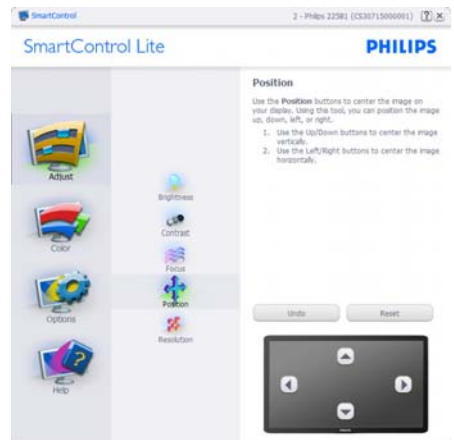 SmartControl
2 - Philips 225B1 (CS30715000001)
SmartControl Lite
PHILIPS
Adjust
Color
Options
Help
Brightness
Contrast
Focus
Position
Resolution
Position
Use the Position buttons to center the image on
your display. Using this tool, you can position the image
up, down, left, or right.
1. Use the Up/Down buttons to center the image
vertically.
2. Use the Left/Right buttons to center the image
horizontally.
Undo
Reset